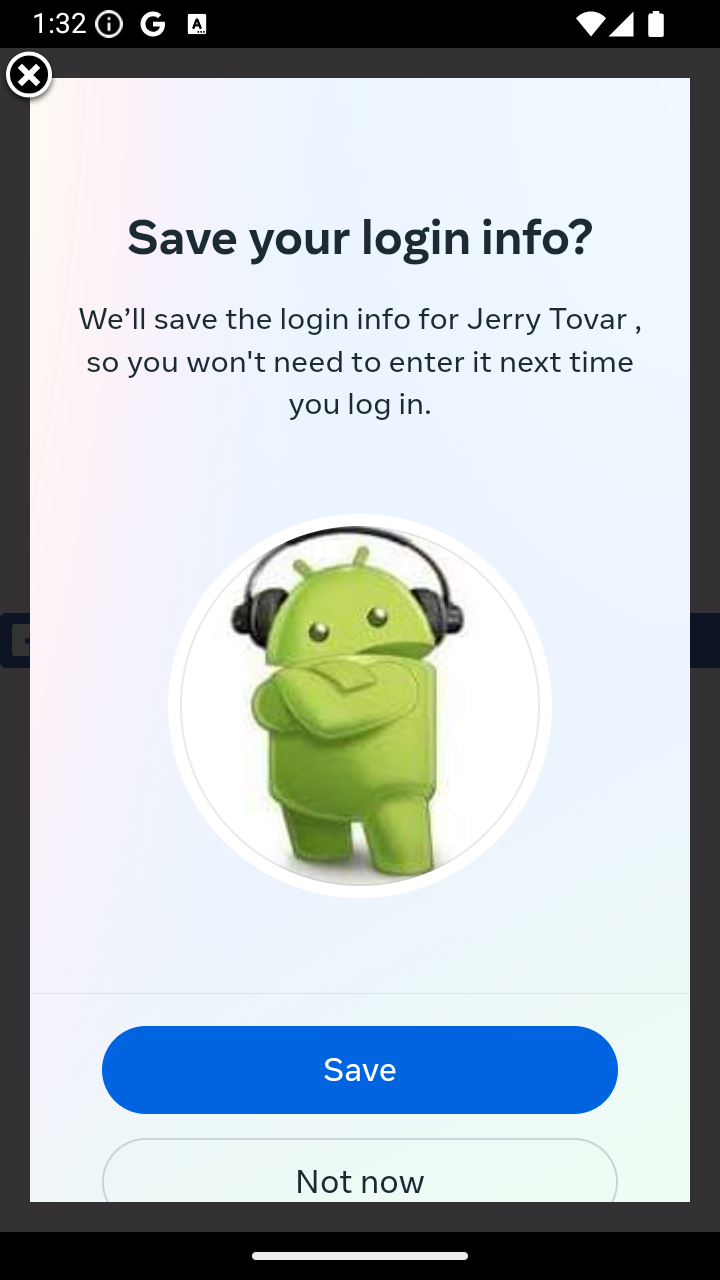 1:32
Save your login info?
We’ll save the login info for Jerry Tovar ,
so you won't need to enter it next time
you log in.
Save
Not now